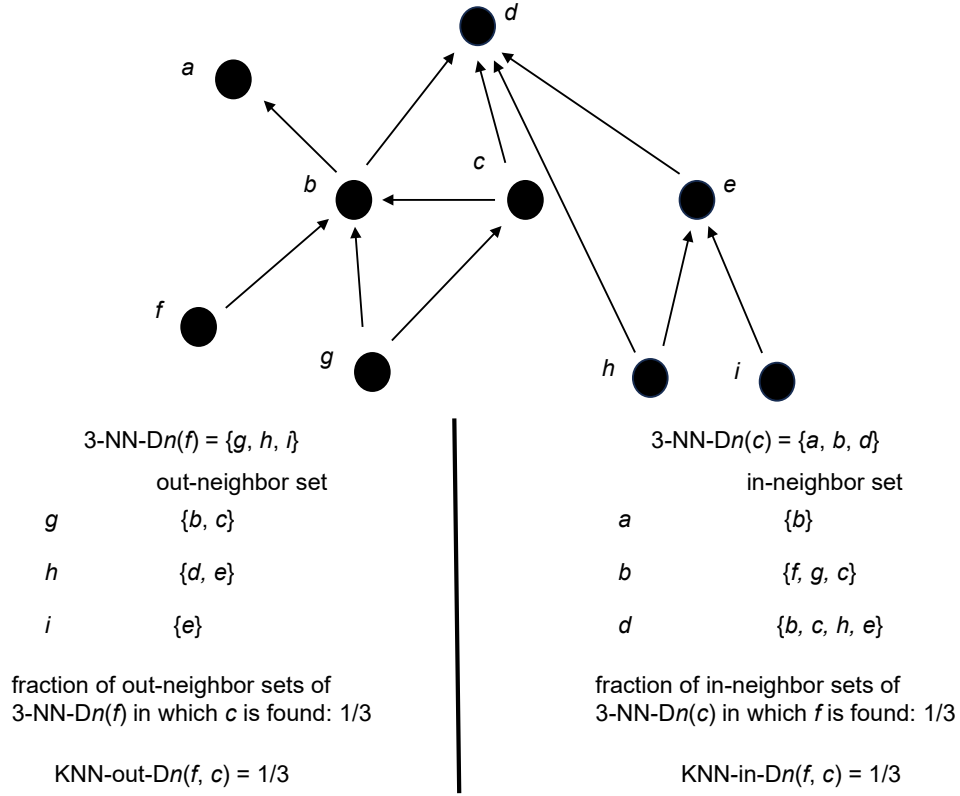 d
a
c
b
e
f
g
h
i
3-NN-Dn(f) = {g, h, i}
out-neighbor set
g {b, c}
h {d, e}
i {e}
fraction of out-neighbor sets of
3-NN-Dn(f) in which c is found: 1/3
KNN-out-Dn(f, c) = 1/3
3-NN-Dn(c) = {a, b, d}
in-neighbor set
a {b}
b {f, g, c}
d {b, c, h, e}
fraction of in-neighbor sets of
3-NN-Dn(c) in which f is found: 1/3
KNN-in-Dn(f, c) = 1/3